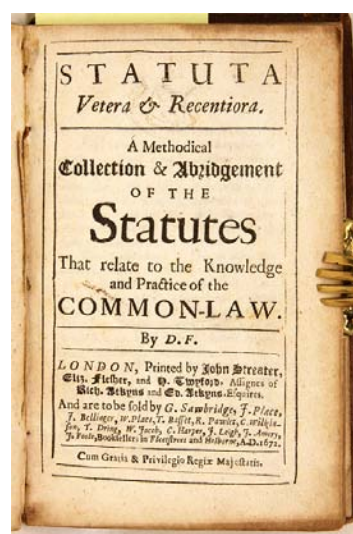 STATUTA
Vetera & Recentiora.
A Methodical
Collection & Abridgement
OF THE
Statutes
That relate to the Knowledge
and Practice of the
COMMON-LAW.
By D.F.
LONDON, Printed by John Streater,
Eliz. Flesher, and H. Twyford, Assignes of
Rich. Atkyns and Ed. Atkyns Esquires.
And are to be sold by G. Sawbridge, J. Place,
J. Bellinger, W. Place, T. Basset, R. Pawlet, C. Wilkin-
son, T. Dring, W. Jacob, C. Harper, J. Leigh, J. Amery,
J. Poole, Booksellers in Fleetstreet and Holborne, A.D. 1672.
Cum Gratia & Privilegio Regiæ Majestatis.